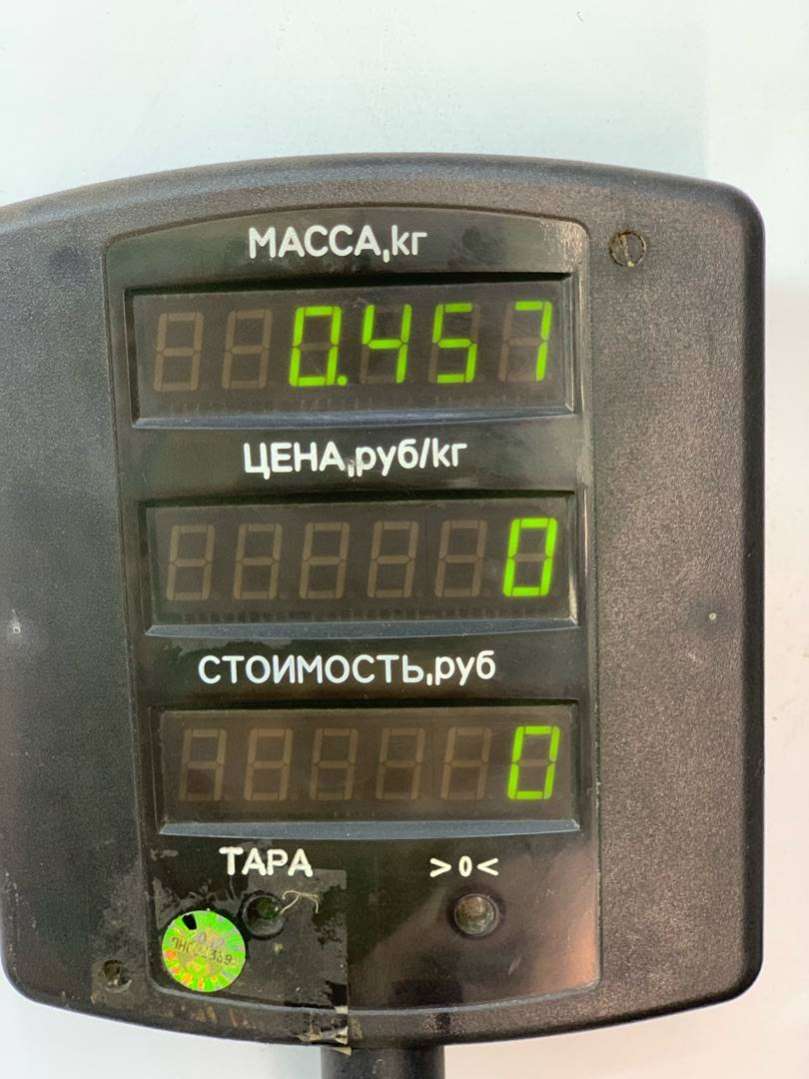 МАССА,кг
0.457
ЦЕНА,руб/кг
0
СТОИМОСТЬ,руб
0
ТАРА >0<